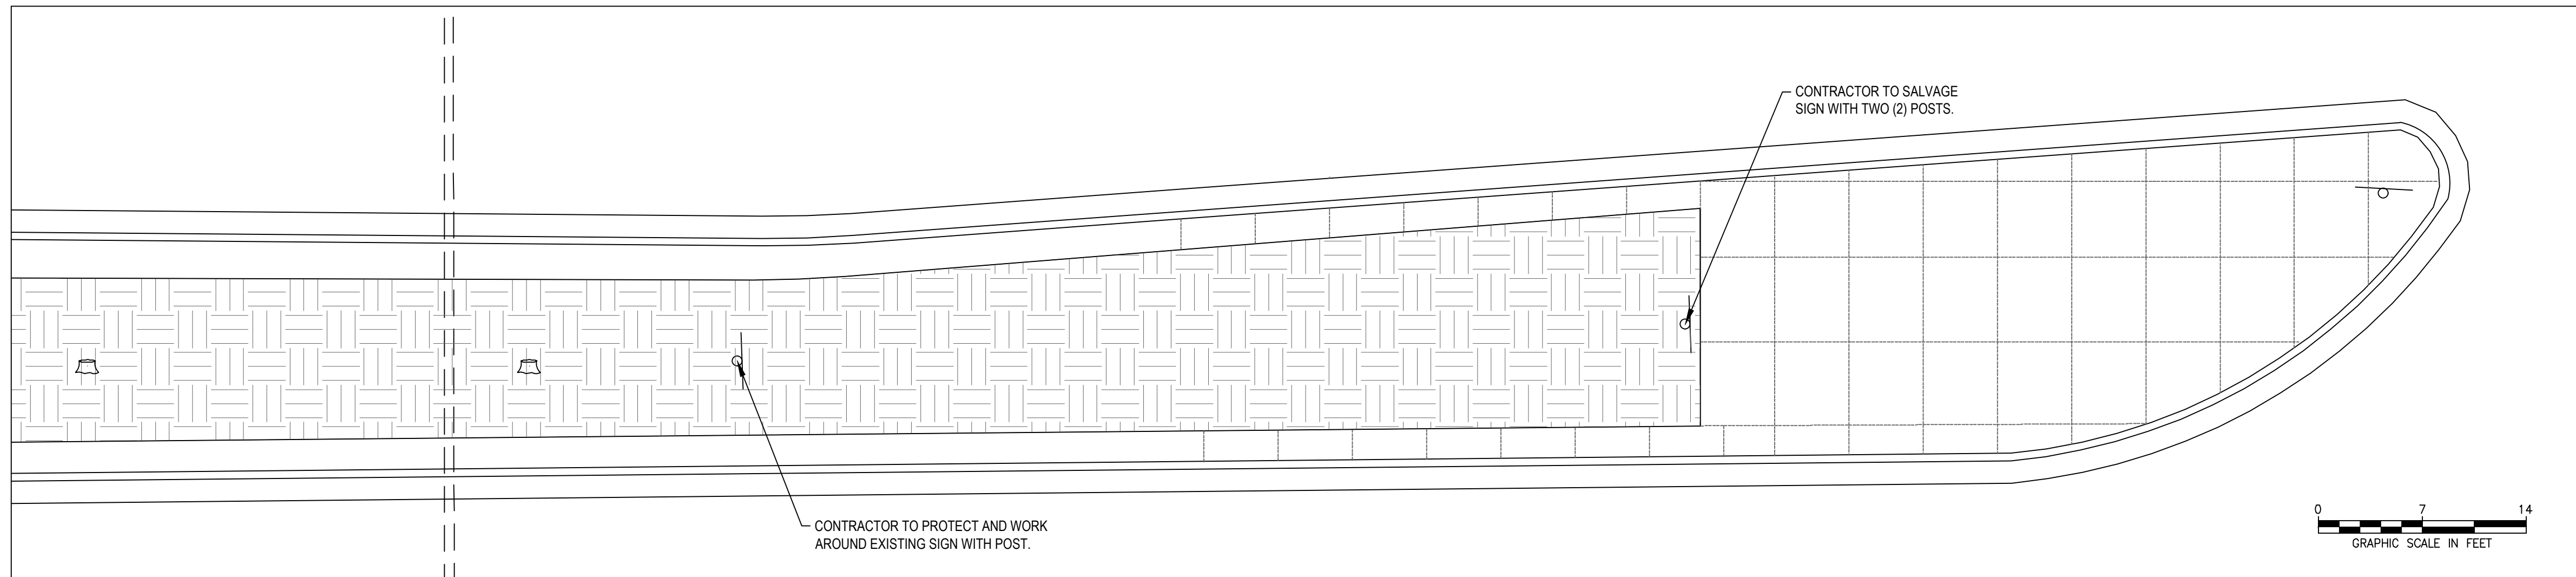 CONTRACTOR TO SALVAGE
SIGN WITH TWO (2) POSTS.
CONTRACTOR TO PROTECT AND WORK
AROUND EXISTING SIGN WITH POST.
0 7 14
GRAPHIC SCALE IN FEET